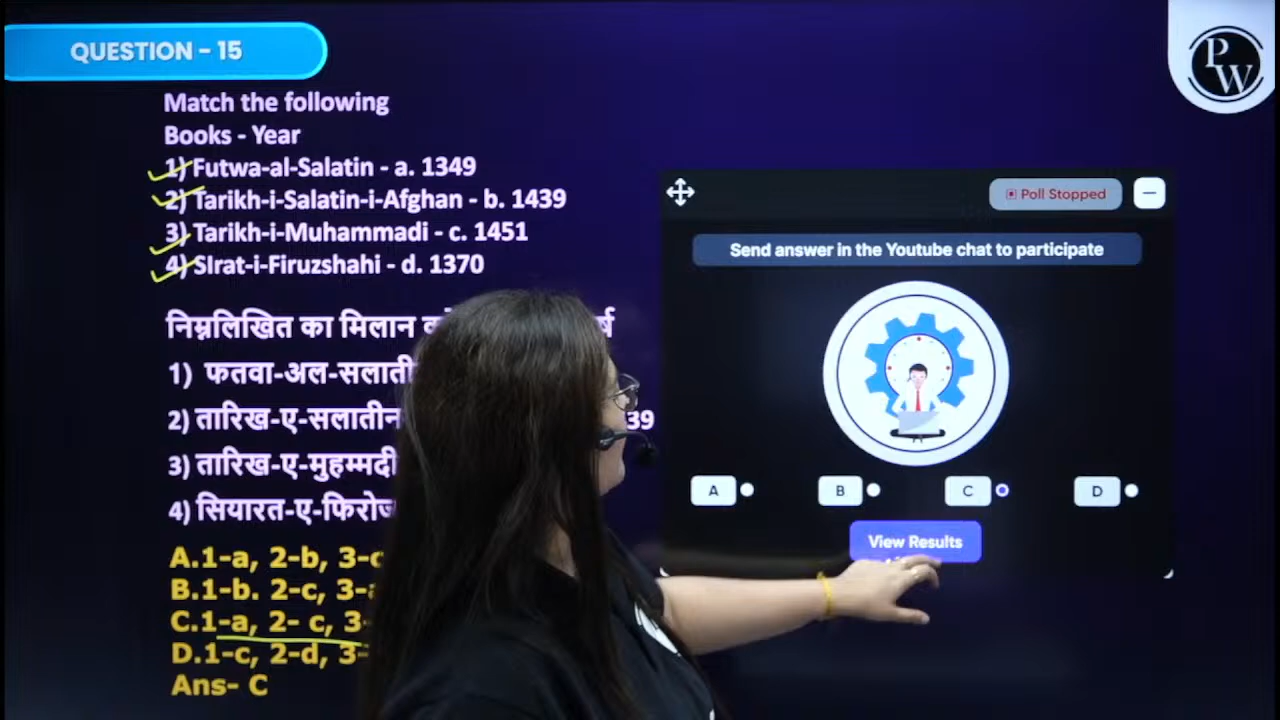 QUESTION - 15
PW
Match the following
Books - Year
1) Futwa-al-Salatin - a. 1349
2) Tarikh-i-Salatin-i-Afghan - b. 1439
3) Tarikh-i-Muhammadi - c. 1451
4) SIrat-i-Firuzshahi - d. 1370
निम्नलिखित का मिलान
1) फतवा-अल-सलाती
2) तारिख-ए-सलातीन 39
3) तारिख-ए-मुहम्मदी
4) सियारत-ए-फिरोज
A.1-a, 2-b, 3-c
B.1-b. 2-c, 3-a
C.1-a, 2- c, 3-
D.1-c, 2-d, 3-
Ans- C
Poll Stopped
Send answer in the Youtube chat to participate
A B C D
View Results